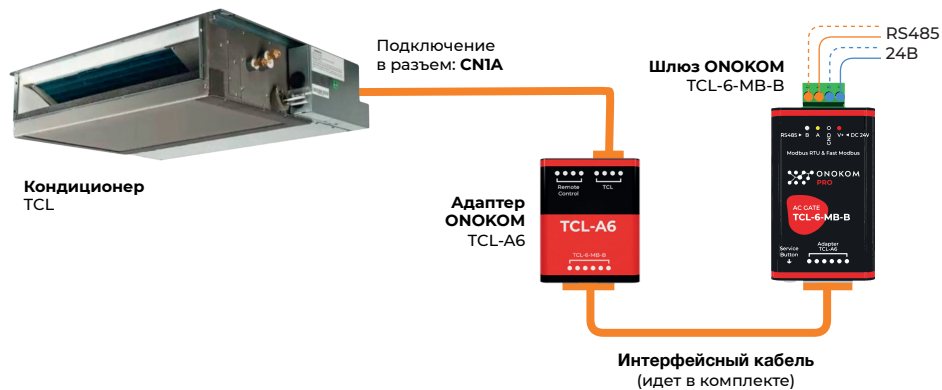 Подключение
в разъем: CN1A
Кондиционер
TCL
Адаптер
ONOKOM
TCL-A6
Remote
Control
TCL
TCL-A6
TCL-6-MB-B
Шлюз ONOKOM
TCL-6-MB-B
RS485
24В
RS485 ► B A GND V+ ◄ DC 24V
Modbus RTU & Fast Modbus
ONOKOM
PRO
AC GATE
TCL-6-MB-B
Service
Button
Adapter
TCL-A6
Интерфейсный кабель
(идет в комплекте)